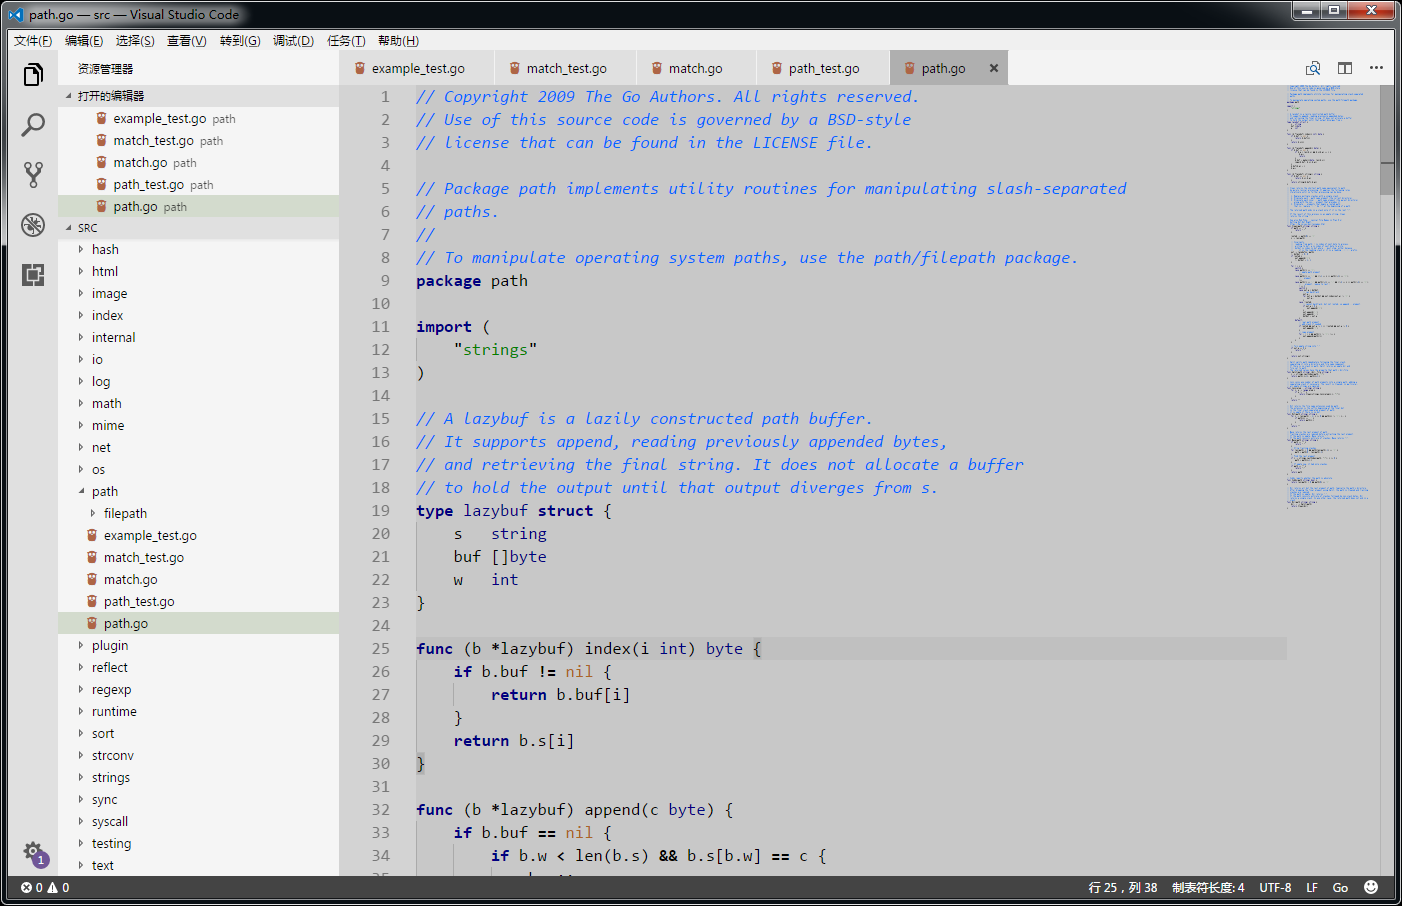 path.go — src — Visual Studio Code
文件(F) 编辑(E) 选择(S) 查看(V) 转到(G) 调试(D) 任务(T) 帮助(H)
资源管理器
打开的编辑器
example_test.go path
match_test.go path
match.go path
path_test.go path
path.go path
SRC
hash
html
image
index
internal
io
log
math
mime
net
os
path
filepath
example_test.go
match_test.go
match.go
path_test.go
path.go
plugin
reflect
regexp
runtime
sort
strconv
strings
sync
syscall
testing
text
1
example_test.go match_test.go match.go path_test.go path.go
1 // Copyright 2009 The Go Authors. All rights reserved.
2 // Use of this source code is governed by a BSD-style
3 // license that can be found in the LICENSE file.
4
5 // Package path implements utility routines for manipulating slash-separated
6 // paths.
7 //
8 // To manipulate operating system paths, use the path/filepath package.
9 package path
10
11 import (
12     "strings"
13 )
14
15 // A lazybuf is a lazily constructed path buffer.
16 // It supports append, reading previously appended bytes,
17 // and retrieving the final string. It does not allocate a buffer
18 // to hold the output until that output diverges from s.
19 type lazybuf struct {
20     s   string
21     buf []byte
22     w   int
23 }
24
25 func (b *lazybuf) index(i int) byte {
26     if b.buf != nil {
27         return b.buf[i]
28     }
29     return b.s[i]
30 }
31
32 func (b *lazybuf) append(c byte) {
33     if b.buf == nil {
34         if b.w < len(b.s) && b.s[b.w] == c {
0 0 行 25，列 38 制表符长度: 4 UTF-8 LF Go